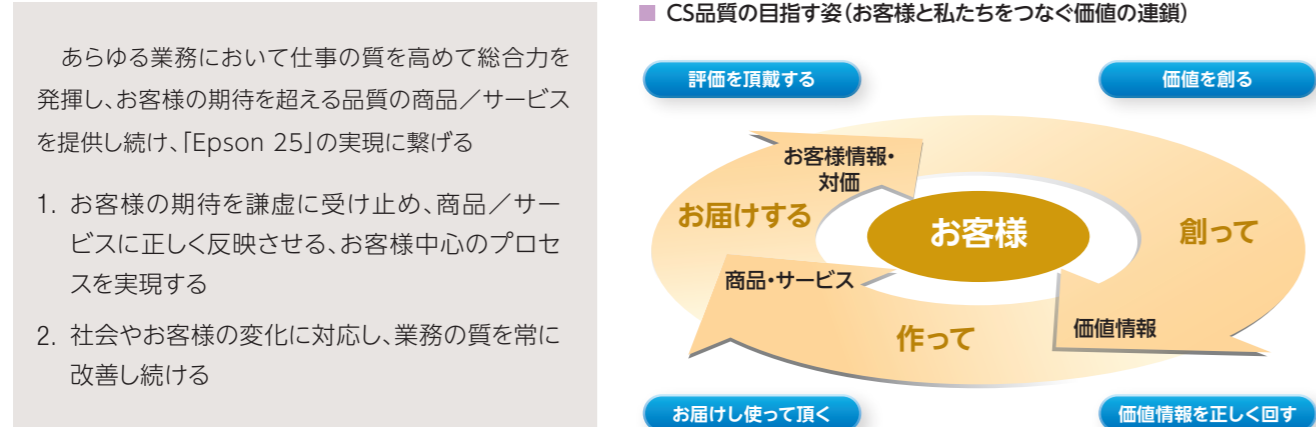 あらゆる業務において仕事の質を高めて総合力を
発揮し、お客様の期待を超える品質の商品／サービス
を提供し続け、「Epson 25」の実現に繋げる
1. お客様の期待を謙虚に受け止め、商品／サー
ビスに正しく反映させる、お客様中心のプロセ
スを実現する
2. 社会やお客様の変化に対応し、業務の質を常に
改善し続ける
■ CS品質の目指す姿（お客様と私たちをつなぐ価値の連鎖）
評価を頂戴する
価値を創る
お客様情報・
対価
お届けする
お客様
創って
商品・サービス
価値情報
作って
お届けし使って頂く
価値情報を正しく回す